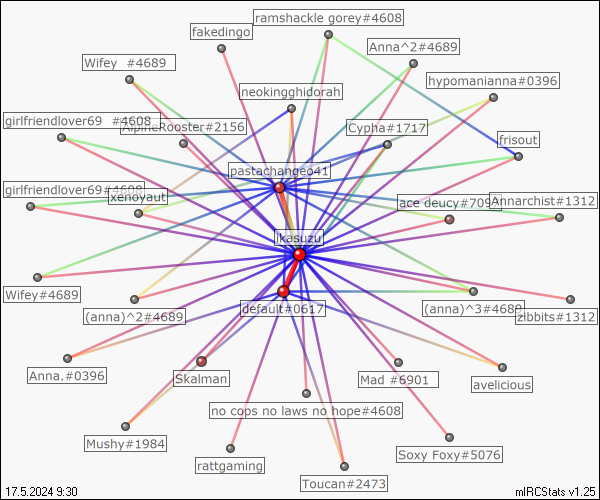 ramshackle gorey#4608
fakedingo
Anna^2#4689
Wifey #4689
hypomanianna#0396
neokingghidorah
girlfriendlover69 #4608
AlpineRooster#2156
Cypha#1717
frisout
pastachangeo41
girlfriendlover69#4608
xenoyaut
ace deucy#709
Annarchist#1312
ikasuzu
Wifey#4689
(anna)^2#4689
default#0617
(anna)^3#4689
zibbits#1312
Anna.#0396
Skalman
Mad #6901
avelicious
no cops no laws no hope#4608
Mushy#1984
rattgaming
Soxy Foxy#5076
Toucan#2473
17.5.2024 9:30
mIRCStats v1.25